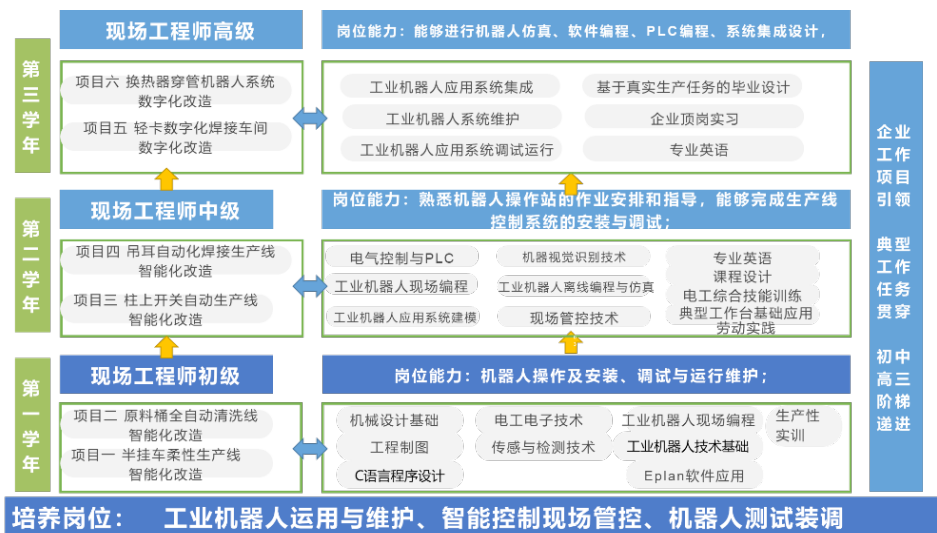 现场工程师高级
岗位能力：能够进行机器人仿真、软件编程、PLC编程、系统集成设计，
第三学年
项目六 换热器穿管机器人系统
数字化改造
项目五 轻卡数字化焊接车间
数字化改造
工业机器人应用系统集成
基于真实生产任务的毕业设计
工业机器人系统维护
企业顶岗实习
工业机器人应用系统调试运行
专业英语
现场工程师中级
岗位能力：熟悉机器人操作站的作业安排和指导，能够完成生产线
控制系统的安装与调试；
第二学年
项目四 吊耳自动化焊接生产线
智能化改造
项目三 柱上开关自动生产线
智能化改造
电气控制与PLC
机器视觉识别技术
专业英语
课程设计
工业机器人现场编程
工业机器人离线编程与仿真
电工综合技能训练
工业机器人应用系统建模
现场管控技术
典型工作台基础应用
劳动实践
现场工程师初级
岗位能力：机器人操作及安装、调试与运行维护；
第一学年
项目二 原料桶全自动清洗线
智能化改造
项目一 半挂车柔性生产线
智能化改造
机械设计基础
电工电子技术
工业机器人现场编程
生产性
实训
工程制图
传感与检测技术
工业机器人技术基础
C语言程序设计
Eplan软件应用
企业
工作
项目
引领
典型
工作
任务
贯穿
初中
高三
阶梯
递进
培养岗位： 工业机器人运用与维护、智能控制现场管控、机器人测试装调